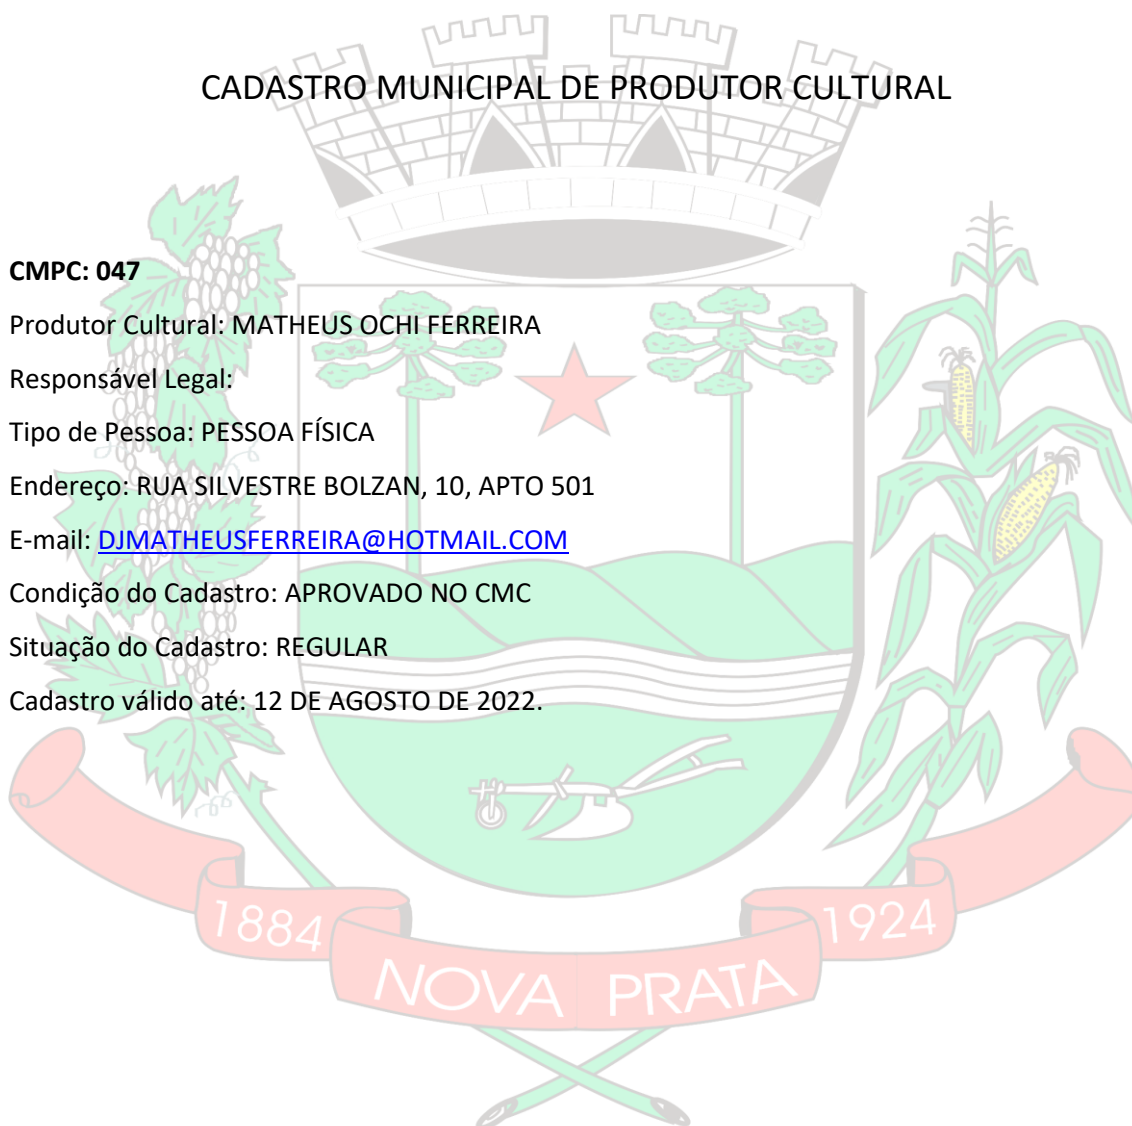 CADASTRO MUNICIPAL DE PRODUTOR CULTURAL
CMPC: 047
Produtor Cultural: MATHEUS OCHI FERREIRA
Responsável Legal:
Tipo de Pessoa: PESSOA FÍSICA
Endereço: RUA SILVESTRE BOLZAN, 10, APTO 501
E-mail: DJMATHEUSFERREIRA@HOTMAIL.COM
Condição do Cadastro: APROVADO NO CMC
Situação do Cadastro: REGULAR
Cadastro válido até: 12 DE AGOSTO DE 2022.
1884
1924
NOVA PRATA